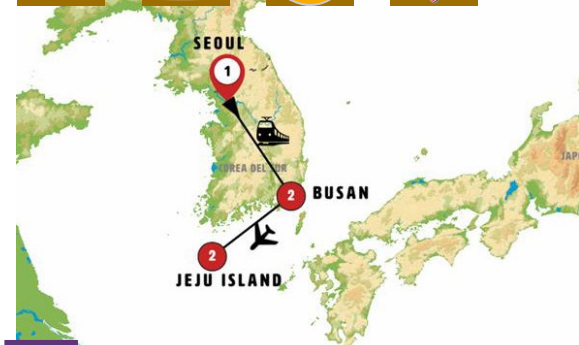 SEOUL
1
COREA DEL SUR
2 BUSAN
2
JEJU ISLAND